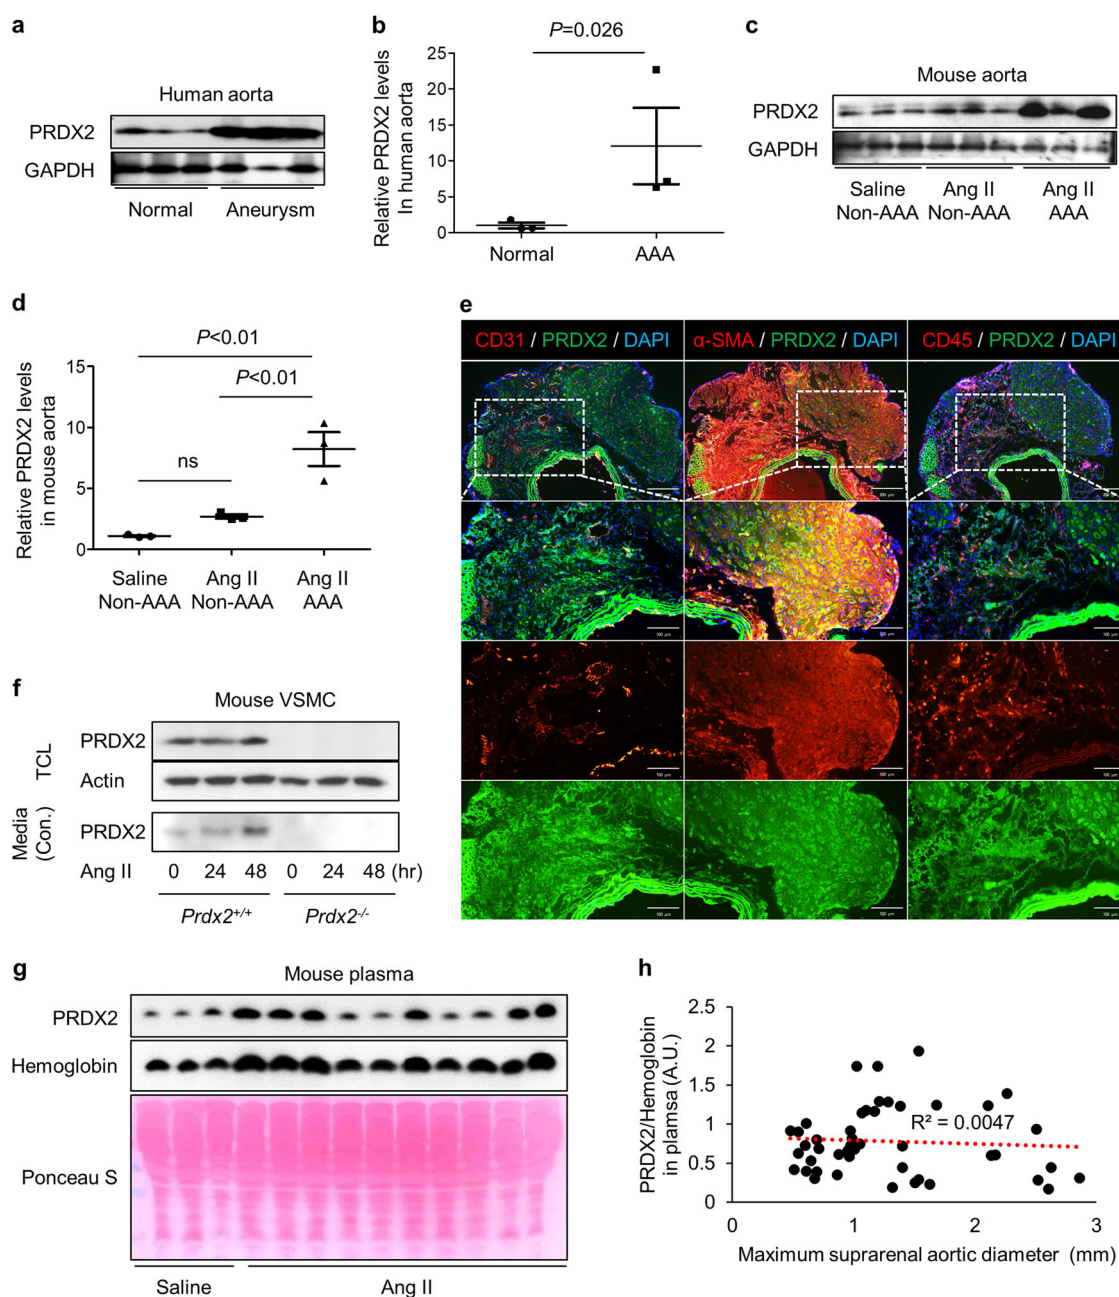 a
Human aorta
PRDX2
GAPDH
Normal Aneurysm
b
P=0.026
Relative PRDX2 levels
In human aorta
25
20
15
10
5
0
Normal AAA
c
Mouse aorta
PRDX2
GAPDH
Saline Ang II Ang II
Non-AAA Non-AAA AAA
d
P<0.01
P<0.01
ns
Relative PRDX2 levels
in mouse aorta
15
10
5
0
Saline Ang II Ang II
Non-AAA Non-AAA AAA
e
CD31 / PRDX2 / DAPI α-SMA / PRDX2 / DAPI CD45 / PRDX2 / DAPI
f
Mouse VSMC
TCL
PRDX2
Actin
Media
(Con.)
PRDX2
Ang II 0 24 48 0 24 48 (hr)
Prdx2+/+ Prdx2-/-
g
Mouse plasma
PRDX2
Hemoglobin
Ponceau S
Saline Ang II
h
PRDX2/Hemoglobin
in plamsa (A.U.)
2
1.5
1
0.5
0
R² = 0.0047
0 1 2 3
Maximum suprarenal aortic diameter (mm)